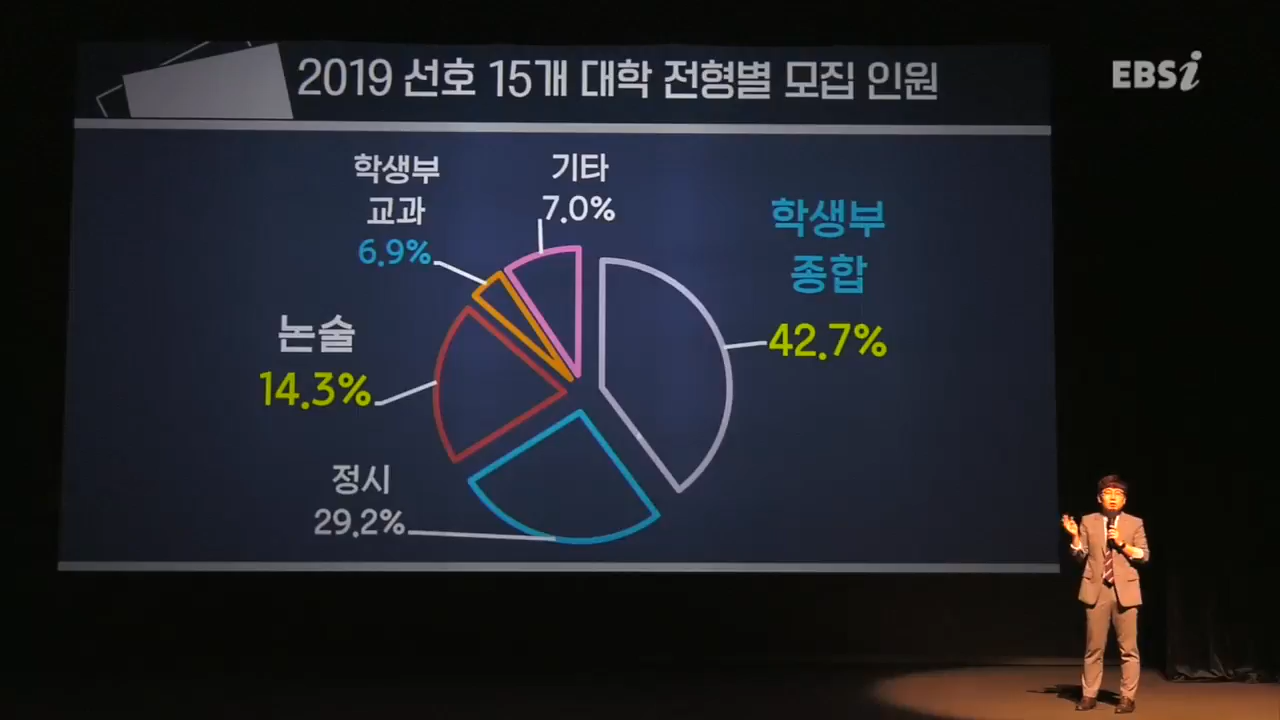 2019 선호 15개 대학 전형별 모집 인원
EBSi
학생부
교과
6.9%
기타
7.0%
학생부
종합
42.7%
논술
14.3%
정시
29.2%